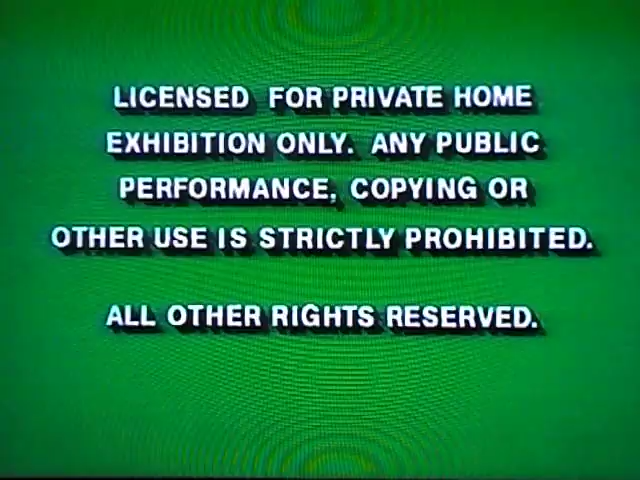 LICENSED FOR PRIVATE HOME
EXHIBITION ONLY. ANY PUBLIC
PERFORMANCE, COPYING OR
OTHER USE IS STRICTLY PROHIBITED.
ALL OTHER RIGHTS RESERVED.